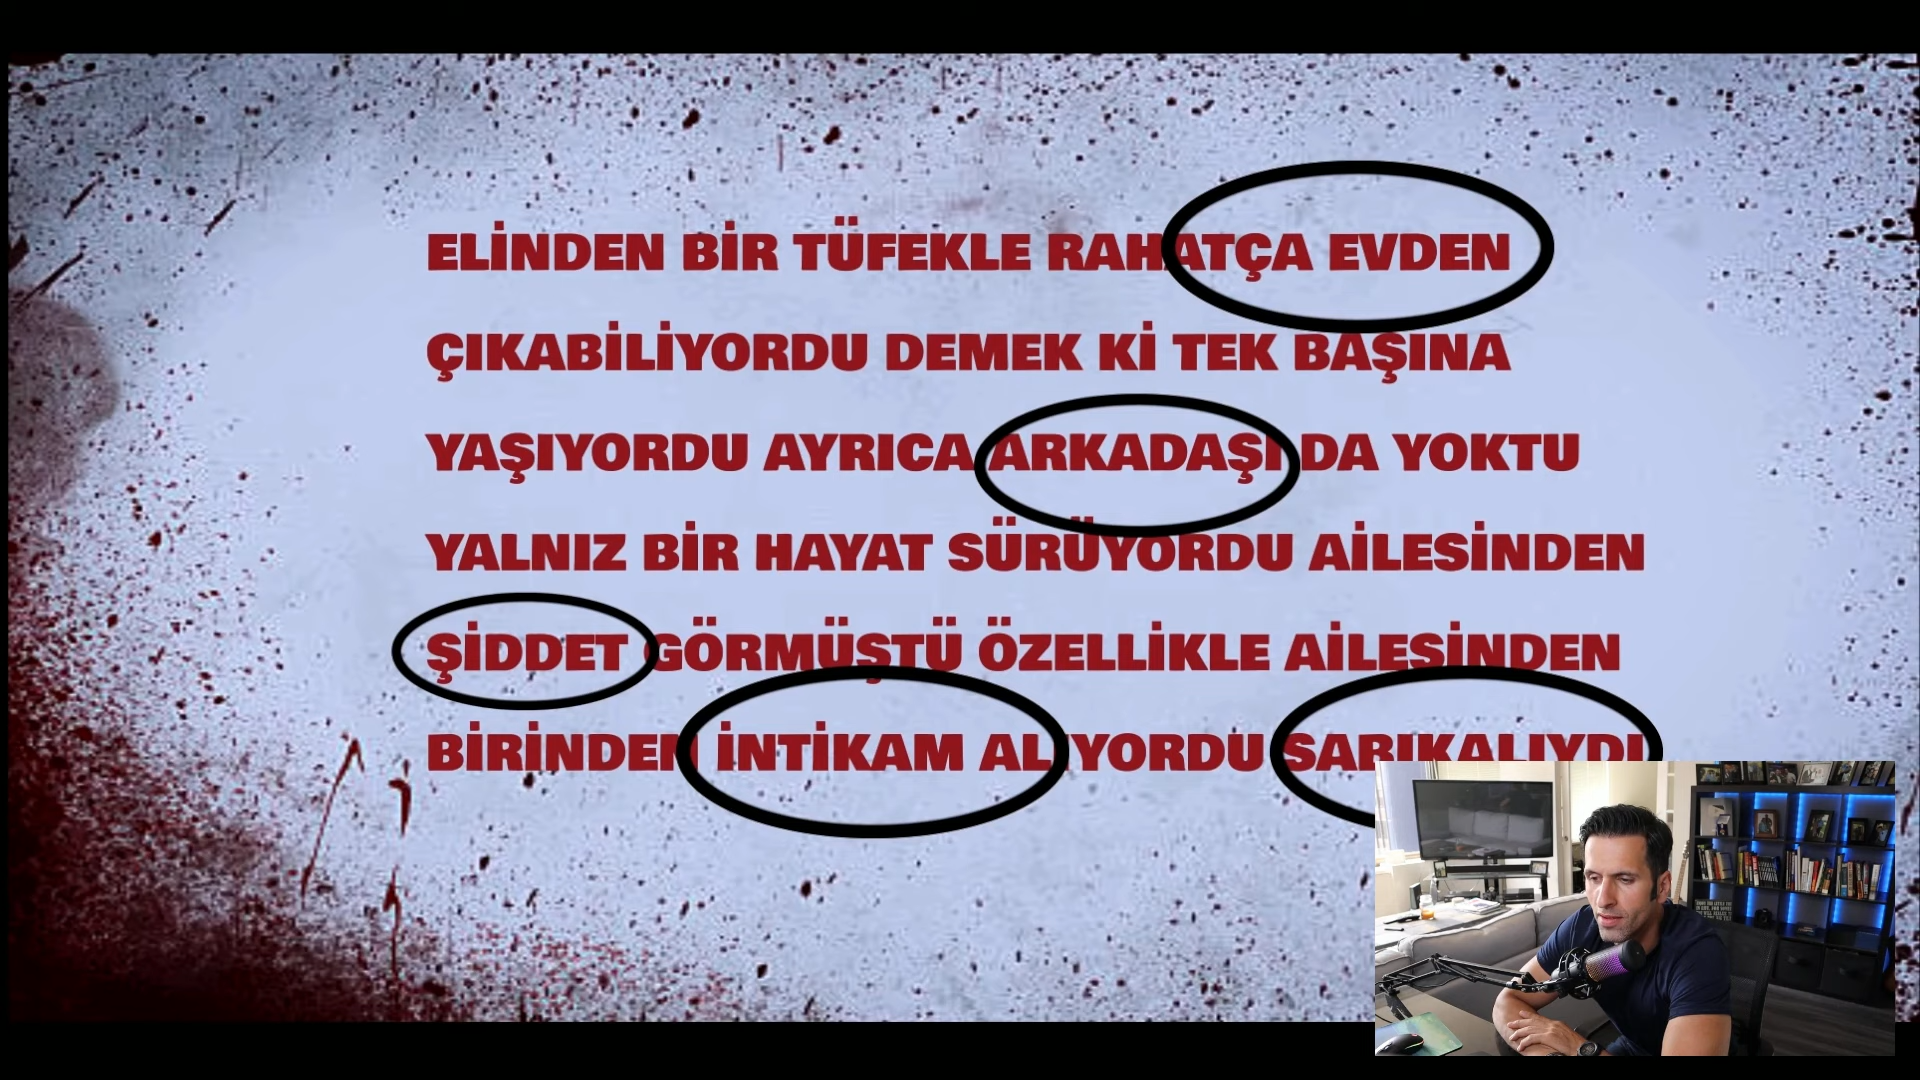 ELİNDEN BİR TÜFEKLE RAHATÇA EVDEN
ÇIKABİLİYORDU DEMEK Kİ TEK BAŞINA
YAŞIYORDU AYRICA ARKADAŞI DA YOKTU
YALNIZ BİR HAYAT SÜRÜYORDU AİLESİNDEN
ŞİDDET GÖRMÜŞTÜ ÖZELLİKLE AİLESİNDEN
BİRİNDEN İNTİKAM ALIYORDU SABIKALIYDI